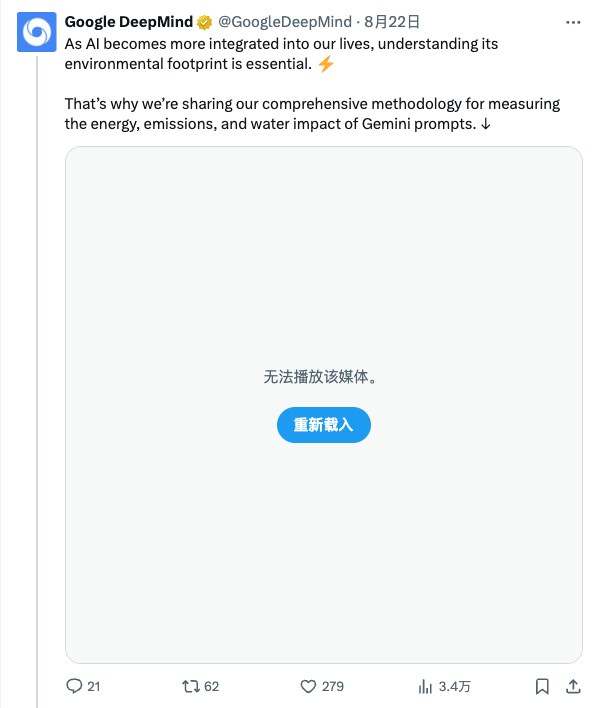 Google DeepMind @GoogleDeepMind · 8月22日
As AI becomes more integrated into our lives, understanding its
environmental footprint is essential. ⚡
That’s why we’re sharing our comprehensive methodology for measuring
the energy, emissions, and water impact of Gemini prompts. ↓
无法播放该媒体。
重新载入
21 62 279 3.4万